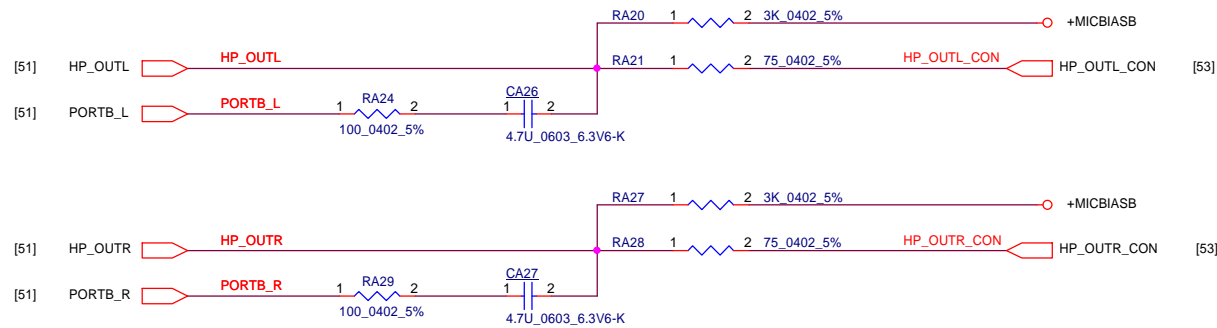 RA20 1 2 3K_0402_5% +MICBIASB
[51] HP_OUTL HP_OUTL RA21 1 2 75_0402_5% HP_OUTL_CON HP_OUTL_CON [53]
[51] PORTB_L PORTB_L 1 RA24 2 1 CA26 2
100_0402_5% 4.7U_0603_6.3V6-K
RA27 1 2 3K_0402_5% +MICBIASB
[51] HP_OUTR HP_OUTR RA28 1 2 75_0402_5% HP_OUTR_CON HP_OUTR_CON [53]
[51] PORTB_R PORTB_R 1 RA29 2 1 CA27 2
100_0402_5% 4.7U_0603_6.3V6-K